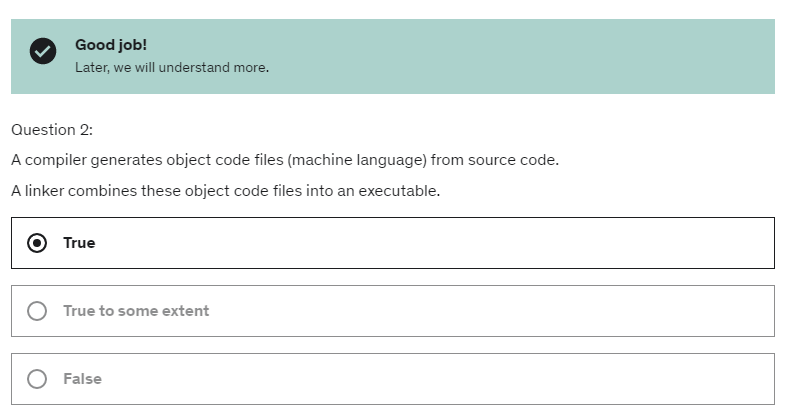 Good job!
Later, we will understand more.
Question 2:
A compiler generates object code files (machine language) from source code.
A linker combines these object code files into an executable.
True
True to some extent
False